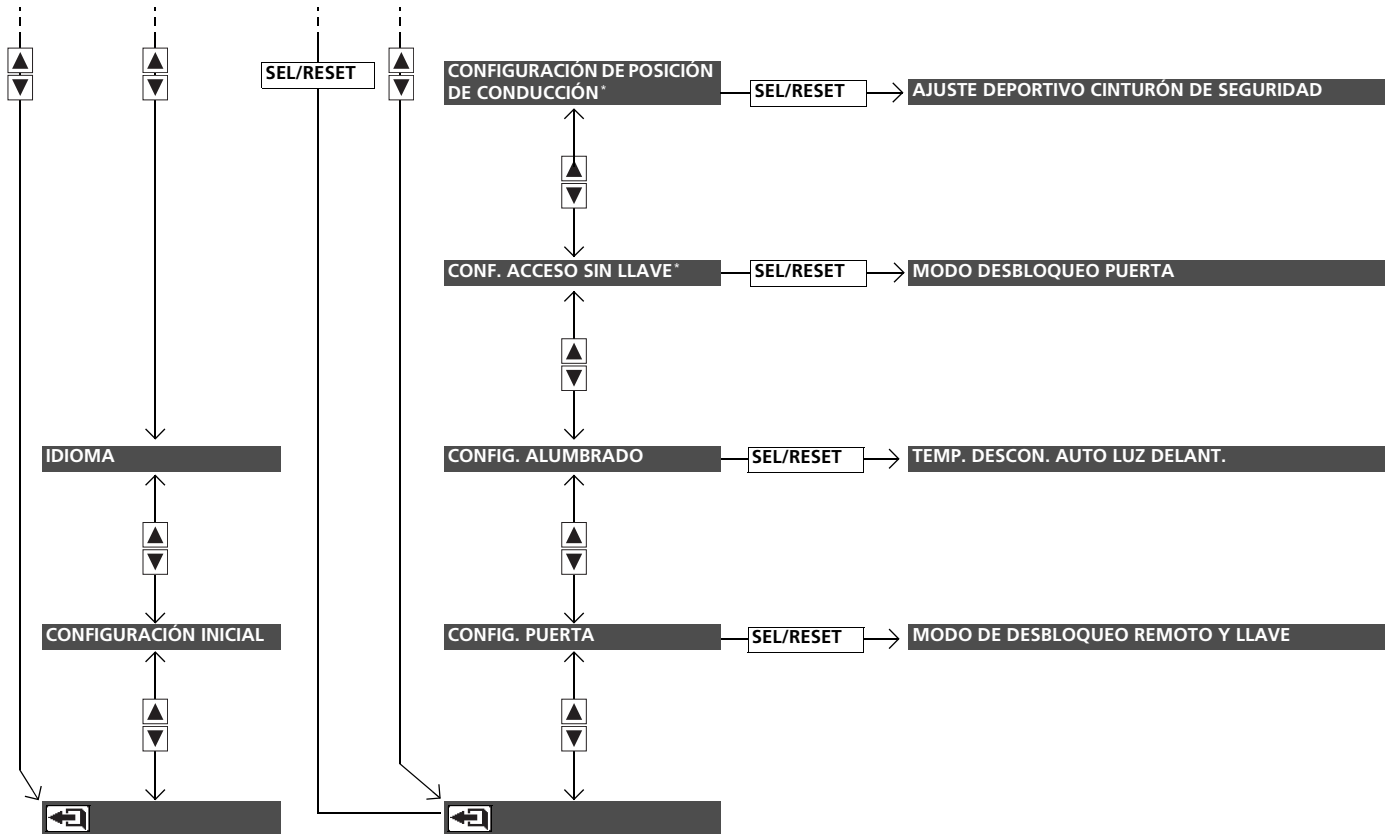 SEL/RESET
CONFIGURACIÓN DE POSICIÓN
DE CONDUCCIÓN*
SEL/RESET
AJUSTE DEPORTIVO CINTURÓN DE SEGURIDAD
CONF. ACCESO SIN LLAVE*
SEL/RESET
MODO DESBLOQUEO PUERTA
IDIOMA
CONFIG. ALUMBRADO
SEL/RESET
TEMP. DESCON. AUTO LUZ DELANT.
CONFIGURACIÓN INICIAL
CONFIG. PUERTA
SEL/RESET
MODO DE DESBLOQUEO REMOTO Y LLAVE